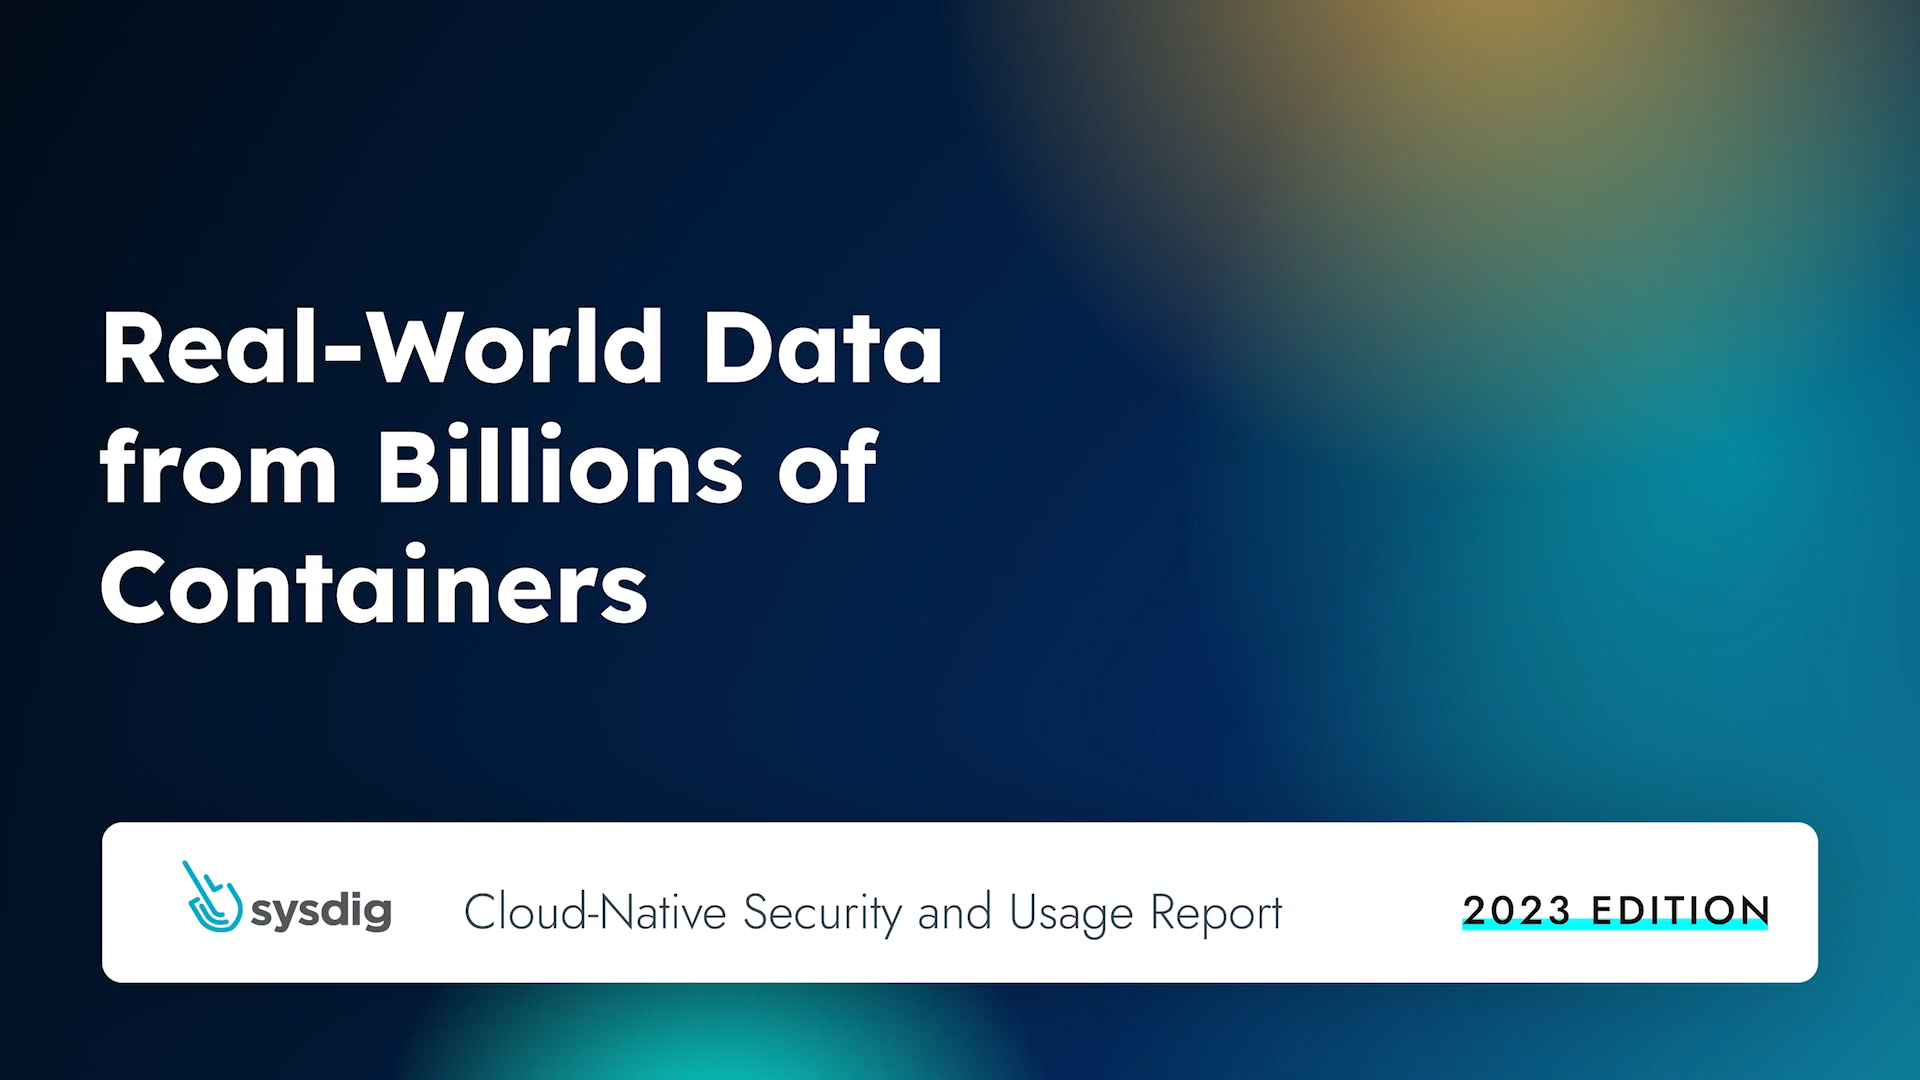 Real-World Data
from Billions of
Containers
sysdig
Cloud-Native Security and Usage Report
2023 EDITION